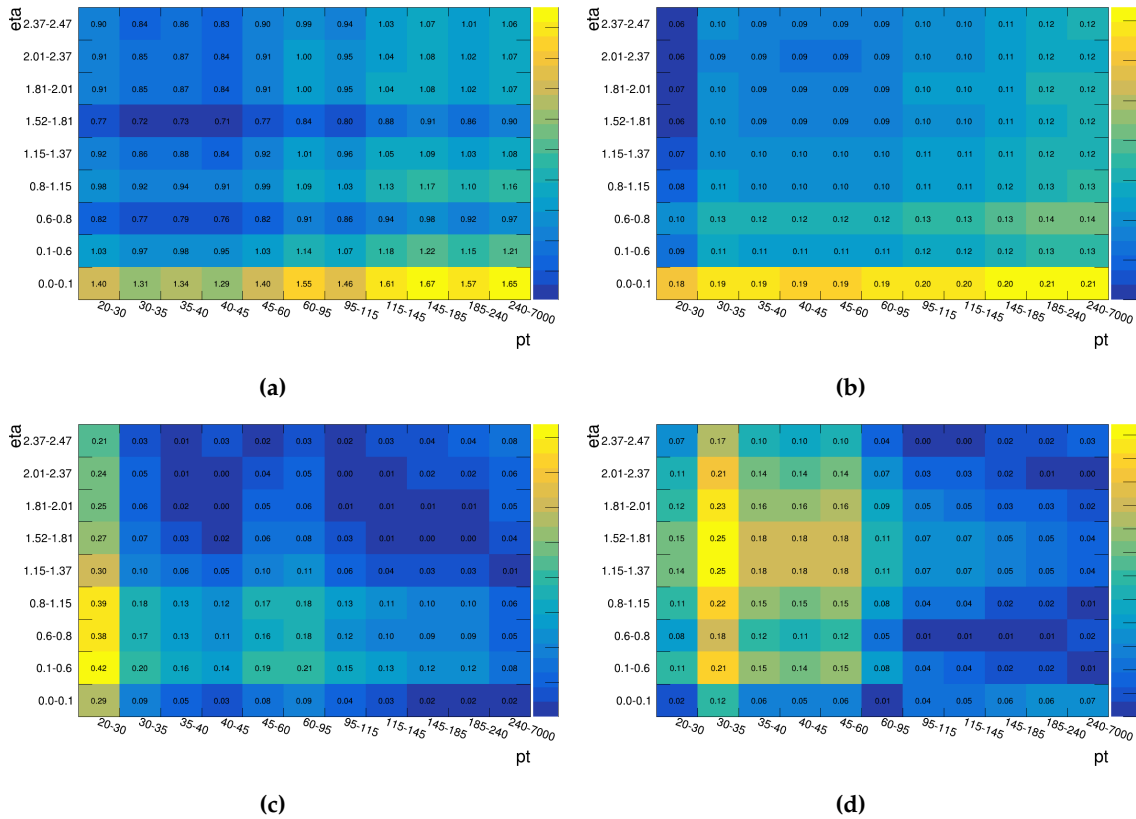 eta
2.37-2.47 0.90 0.84 0.86 0.83 0.90 0.99 0.94 1.03 1.07 1.01 1.06
2.01-2.37 0.91 0.85 0.87 0.84 0.91 1.00 0.95 1.04 1.08 1.02 1.07
1.81-2.01 0.91 0.85 0.87 0.84 0.91 1.00 0.95 1.04 1.08 1.02 1.07
1.52-1.81 0.77 0.72 0.73 0.71 0.77 0.84 0.80 0.88 0.91 0.86 0.90
1.15-1.37 0.92 0.86 0.88 0.84 0.92 1.01 0.96 1.05 1.09 1.03 1.08
0.8-1.15 0.98 0.92 0.94 0.91 0.99 1.09 1.03 1.13 1.17 1.10 1.16
0.6-0.8 0.82 0.77 0.79 0.76 0.82 0.91 0.86 0.94 0.98 0.92 0.97
0.1-0.6 1.03 0.97 0.98 0.95 1.03 1.14 1.07 1.18 1.22 1.15 1.21
0.0-0.1 1.40 1.31 1.34 1.29 1.40 1.55 1.46 1.61 1.67 1.57 1.65
20-30 30-35 35-40 40-45 45-60 60-95 95-115 115-145 145-185 185-240 240-7000
pt
(a)
eta
2.37-2.47 0.06 0.10 0.09 0.09 0.09 0.09 0.10 0.10 0.11 0.12 0.12
2.01-2.37 0.06 0.10 0.09 0.09 0.09 0.09 0.10 0.10 0.11 0.11 0.12
1.81-2.01 0.07 0.10 0.09 0.09 0.09 0.09 0.10 0.10 0.11 0.12 0.12
1.52-1.81 0.06 0.10 0.09 0.09 0.09 0.09 0.10 0.10 0.10 0.11 0.12
1.15-1.37 0.07 0.10 0.10 0.10 0.10 0.10 0.11 0.11 0.11 0.12 0.12
0.8-1.15 0.08 0.11 0.10 0.10 0.10 0.10 0.11 0.11 0.12 0.13 0.13
0.6-0.8 0.10 0.13 0.12 0.12 0.12 0.12 0.13 0.13 0.13 0.14 0.14
0.1-0.6 0.09 0.11 0.11 0.11 0.11 0.11 0.12 0.12 0.12 0.13 0.13
0.0-0.1 0.18 0.19 0.19 0.19 0.19 0.19 0.20 0.20 0.20 0.21 0.21
20-30 30-35 35-40 40-45 45-60 60-95 95-115 115-145 145-185 185-240 240-7000
pt
(b)
eta
2.37-2.47 0.21 0.03 0.01 0.03 0.02 0.03 0.02 0.03 0.04 0.04 0.08
2.01-2.37 0.24 0.05 0.01 0.00 0.04 0.05 0.00 0.01 0.02 0.02 0.06
1.81-2.01 0.25 0.06 0.02 0.00 0.05 0.06 0.01 0.01 0.01 0.01 0.05
1.52-1.81 0.27 0.07 0.03 0.02 0.06 0.08 0.03 0.01 0.00 0.00 0.04
1.15-1.37 0.30 0.10 0.06 0.05 0.10 0.11 0.06 0.04 0.03 0.03 0.01
0.8-1.15 0.39 0.18 0.13 0.12 0.17 0.18 0.13 0.11 0.10 0.10 0.06
0.6-0.8 0.38 0.17 0.13 0.11 0.16 0.18 0.12 0.10 0.09 0.09 0.05
0.1-0.6 0.42 0.20 0.16 0.14 0.19 0.21 0.15 0.13 0.12 0.12 0.08
0.0-0.1 0.29 0.09 0.05 0.03 0.08 0.09 0.04 0.03 0.02 0.02 0.02
20-30 30-35 35-40 40-45 45-60 60-95 95-115 115-145 145-185 185-240 240-7000
pt
(c)
eta
2.37-2.47 0.07 0.17 0.10 0.10 0.10 0.04 0.00 0.00 0.02 0.02 0.03
2.01-2.37 0.11 0.21 0.14 0.14 0.14 0.07 0.03 0.03 0.02 0.01 0.00
1.81-2.01 0.12 0.23 0.16 0.16 0.16 0.09 0.05 0.05 0.03 0.03 0.02
1.52-1.81 0.15 0.25 0.18 0.18 0.18 0.11 0.07 0.07 0.05 0.05 0.04
1.15-1.37 0.14 0.25 0.18 0.18 0.18 0.11 0.07 0.07 0.05 0.05 0.04
0.8-1.15 0.11 0.22 0.15 0.15 0.15 0.08 0.04 0.04 0.02 0.02 0.01
0.6-0.8 0.08 0.18 0.12 0.11 0.12 0.05 0.01 0.01 0.01 0.01 0.02
0.1-0.6 0.11 0.21 0.15 0.14 0.15 0.08 0.04 0.04 0.02 0.02 0.01
0.0-0.1 0.02 0.12 0.06 0.05 0.06 0.01 0.04 0.05 0.06 0.06 0.07
20-30 30-35 35-40 40-45 45-60 60-95 95-115 115-145 145-185 185-240 240-7000
pt
(d)